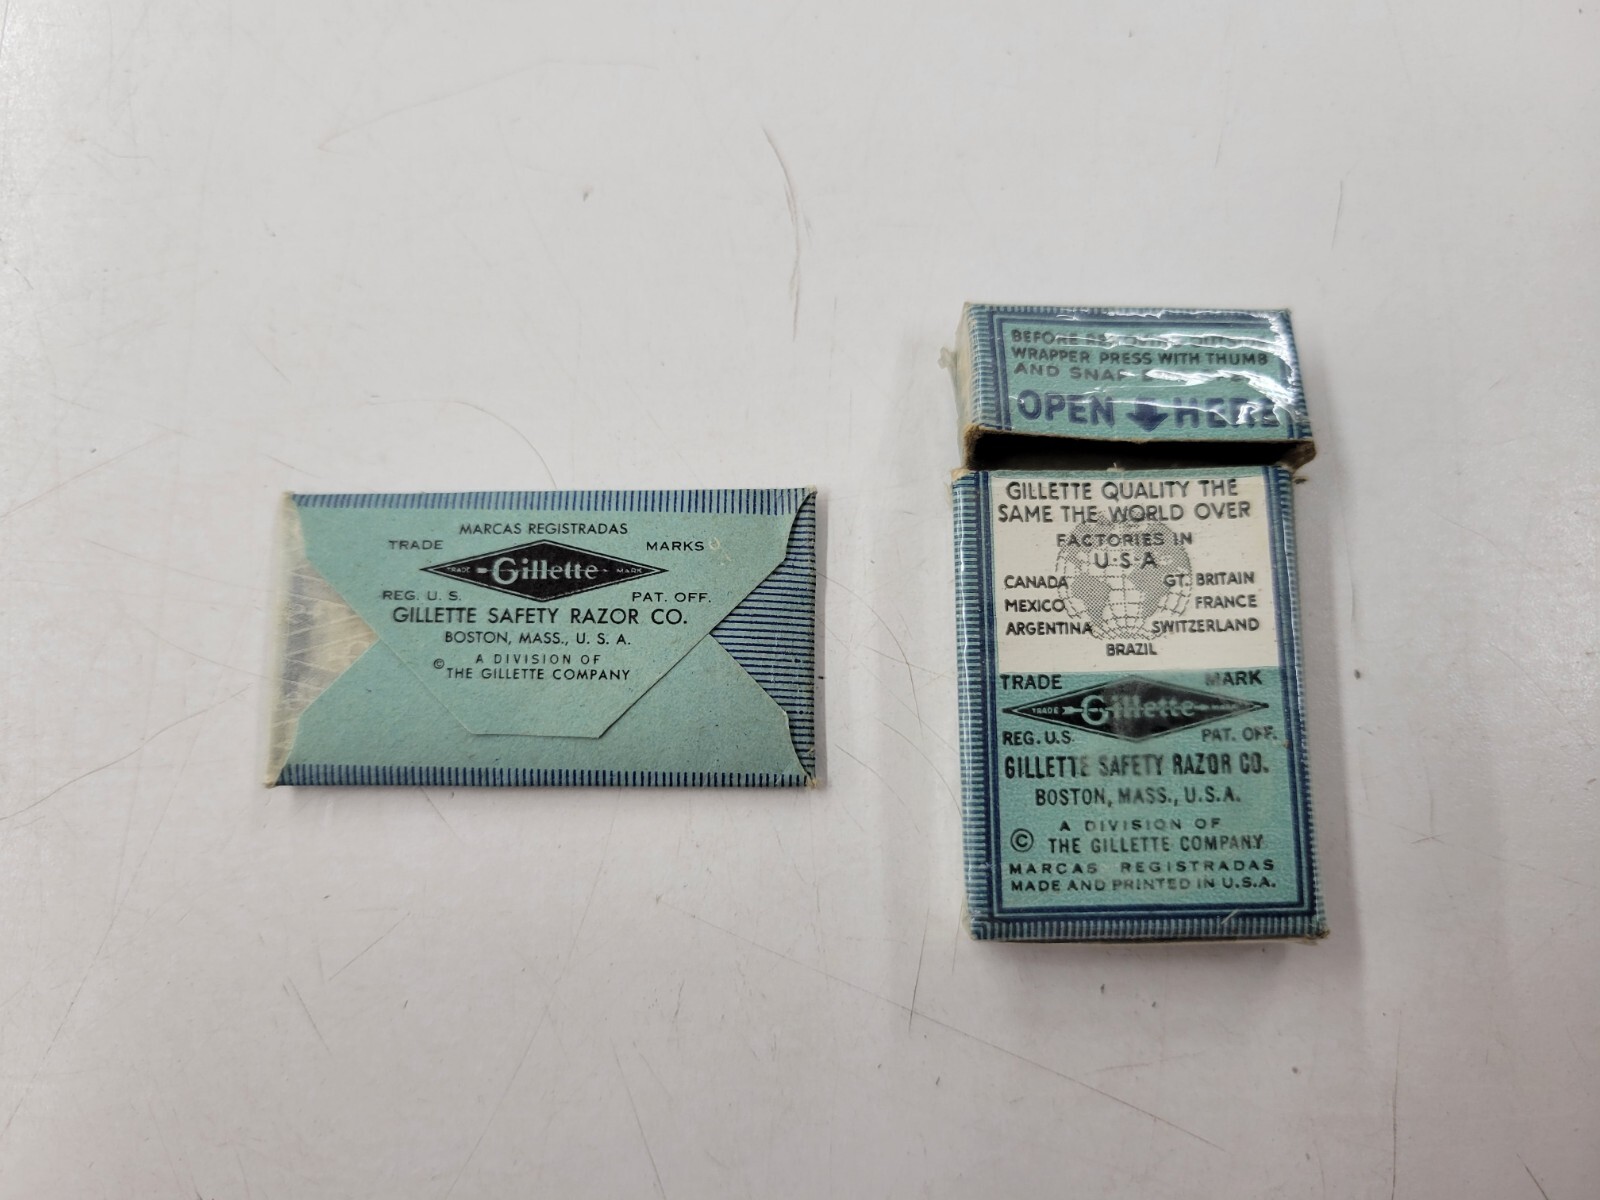 MARCAS REGISTRADAS
TRADE MARKS
TRADE Gillette MARK
REG. U. S. PAT. OFF.
GILLETTE SAFETY RAZOR CO.
BOSTON, MASS., U. S. A.
A DIVISION OF
© THE GILLETTE COMPANY
BEFORE
WRAPPER PRESS WITH THUMB
AND SNAP
OPEN HERE
GILLETTE QUALITY THE
SAME THE WORLD OVER
FACTORIES IN
U-S-A
CANADA GT. BRITAIN
MEXICO FRANCE
ARGENTINA SWITZERLAND
BRAZIL
TRADE MARK
TRADE Gillette MARK
REG. U.S. PAT. OFF.
GILLETTE SAFETY RAZOR CO.
BOSTON, MASS., U.S.A.
A DIVISION OF
© THE GILLETTE COMPANY
MARCAS REGISTRADAS
MADE AND PRINTED IN U.S.A.